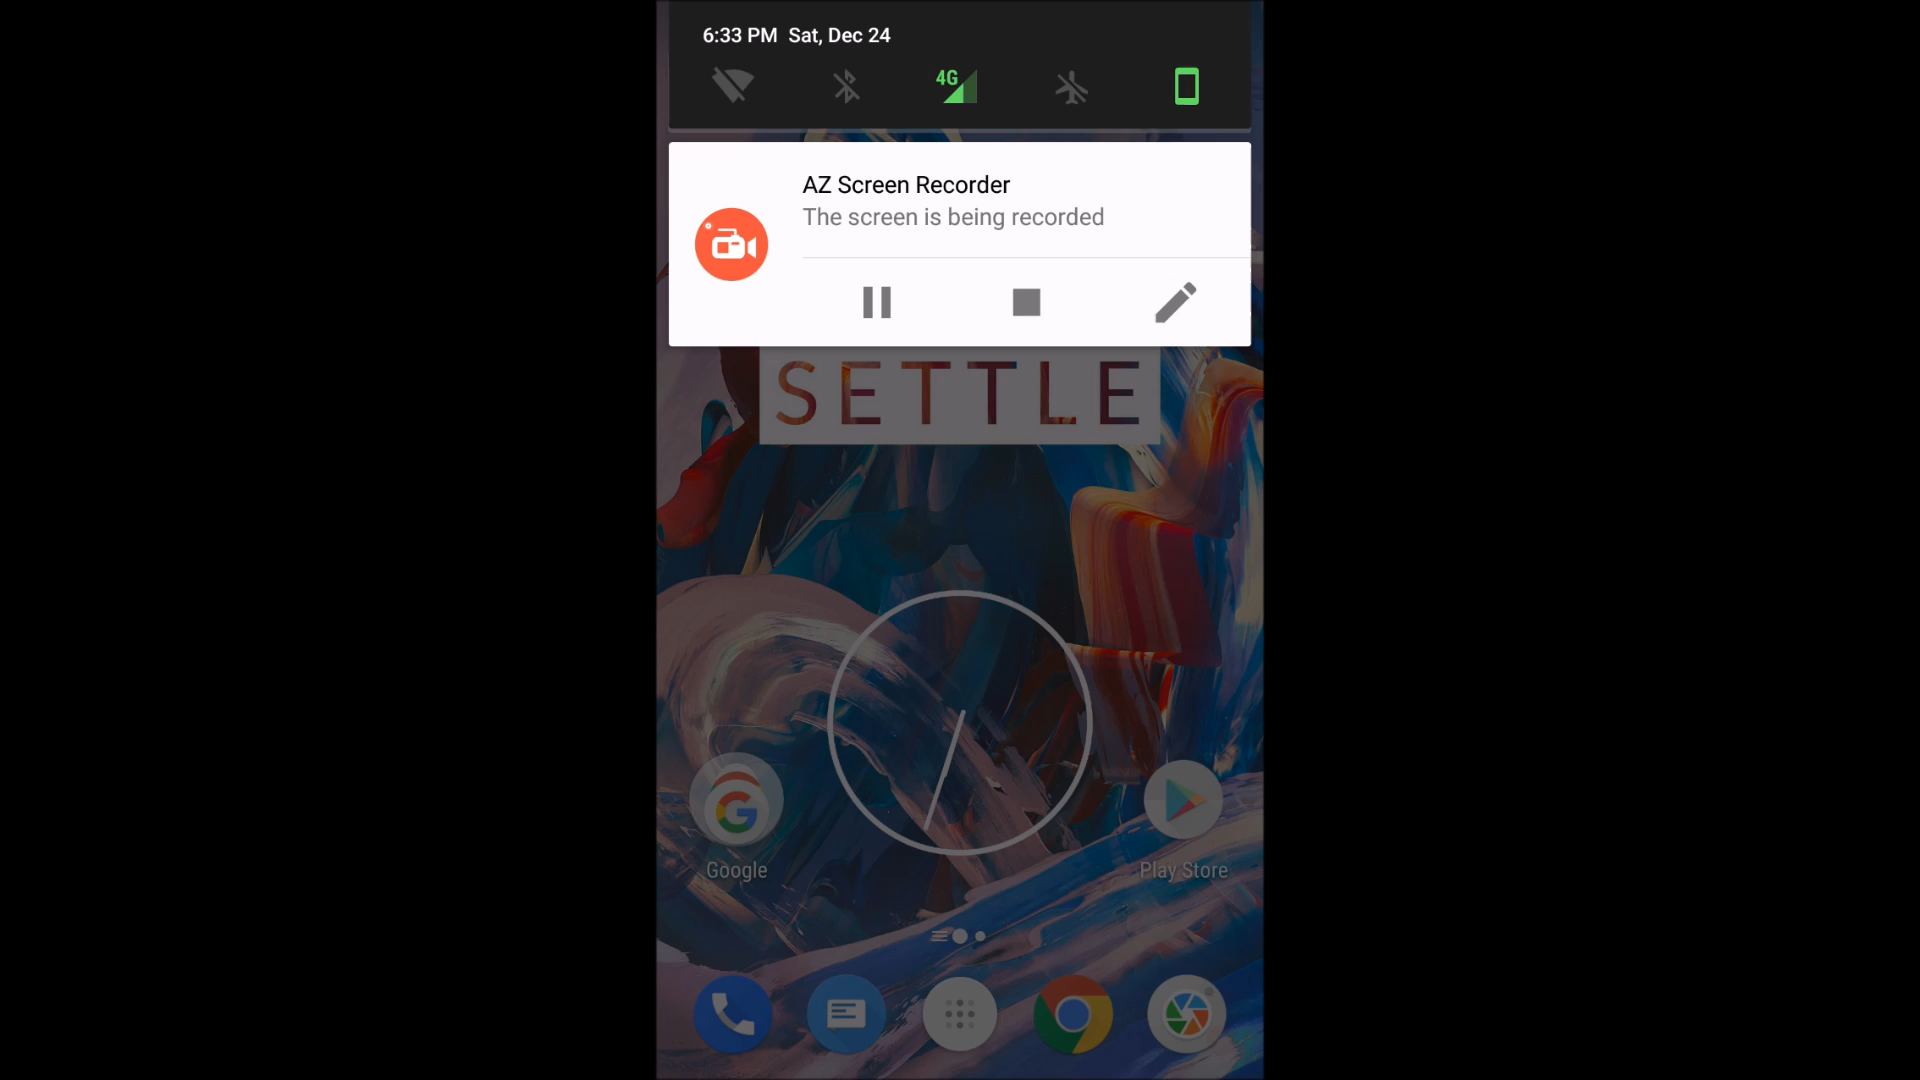 6:33 PM Sat, Dec 24
4G
AZ Screen Recorder
The screen is being recorded
SETTLE
Google
Play Store